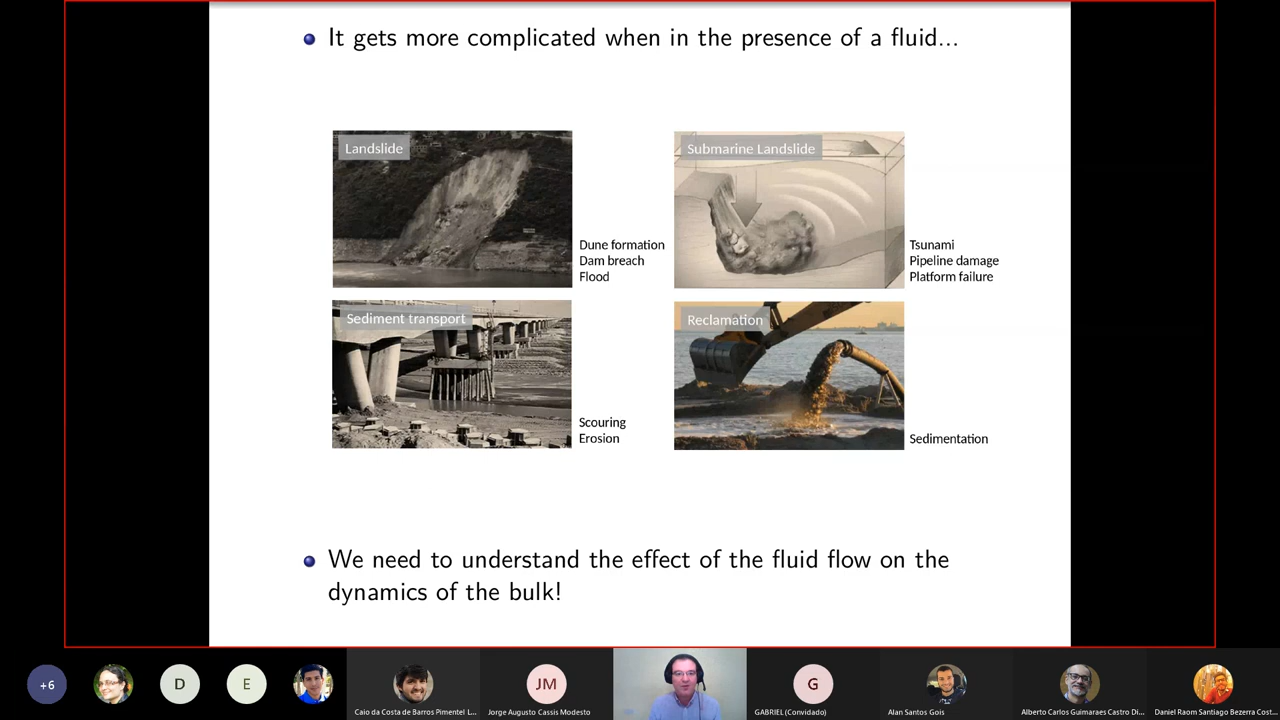 It gets more complicated when in the presence of a fluid...
Landslide
Dune formation
Dam breach
Flood
Submarine Landslide
Tsunami
Pipeline damage
Platform failure
Sediment transport
Scouring
Erosion
Reclamation
Sedimentation
We need to understand the effect of the fluid flow on the
dynamics of the bulk!
+6
D
E
Caio da Costa de Barros Pimentel L...
JM
Jorge Augusto Cassis Modesto
G
GABRIEL (Convidado)
Alan Santos Gois
Alberto Carlos Guimaraes Castro Di...
Daniel Raom Santiago Bezerra Cost...